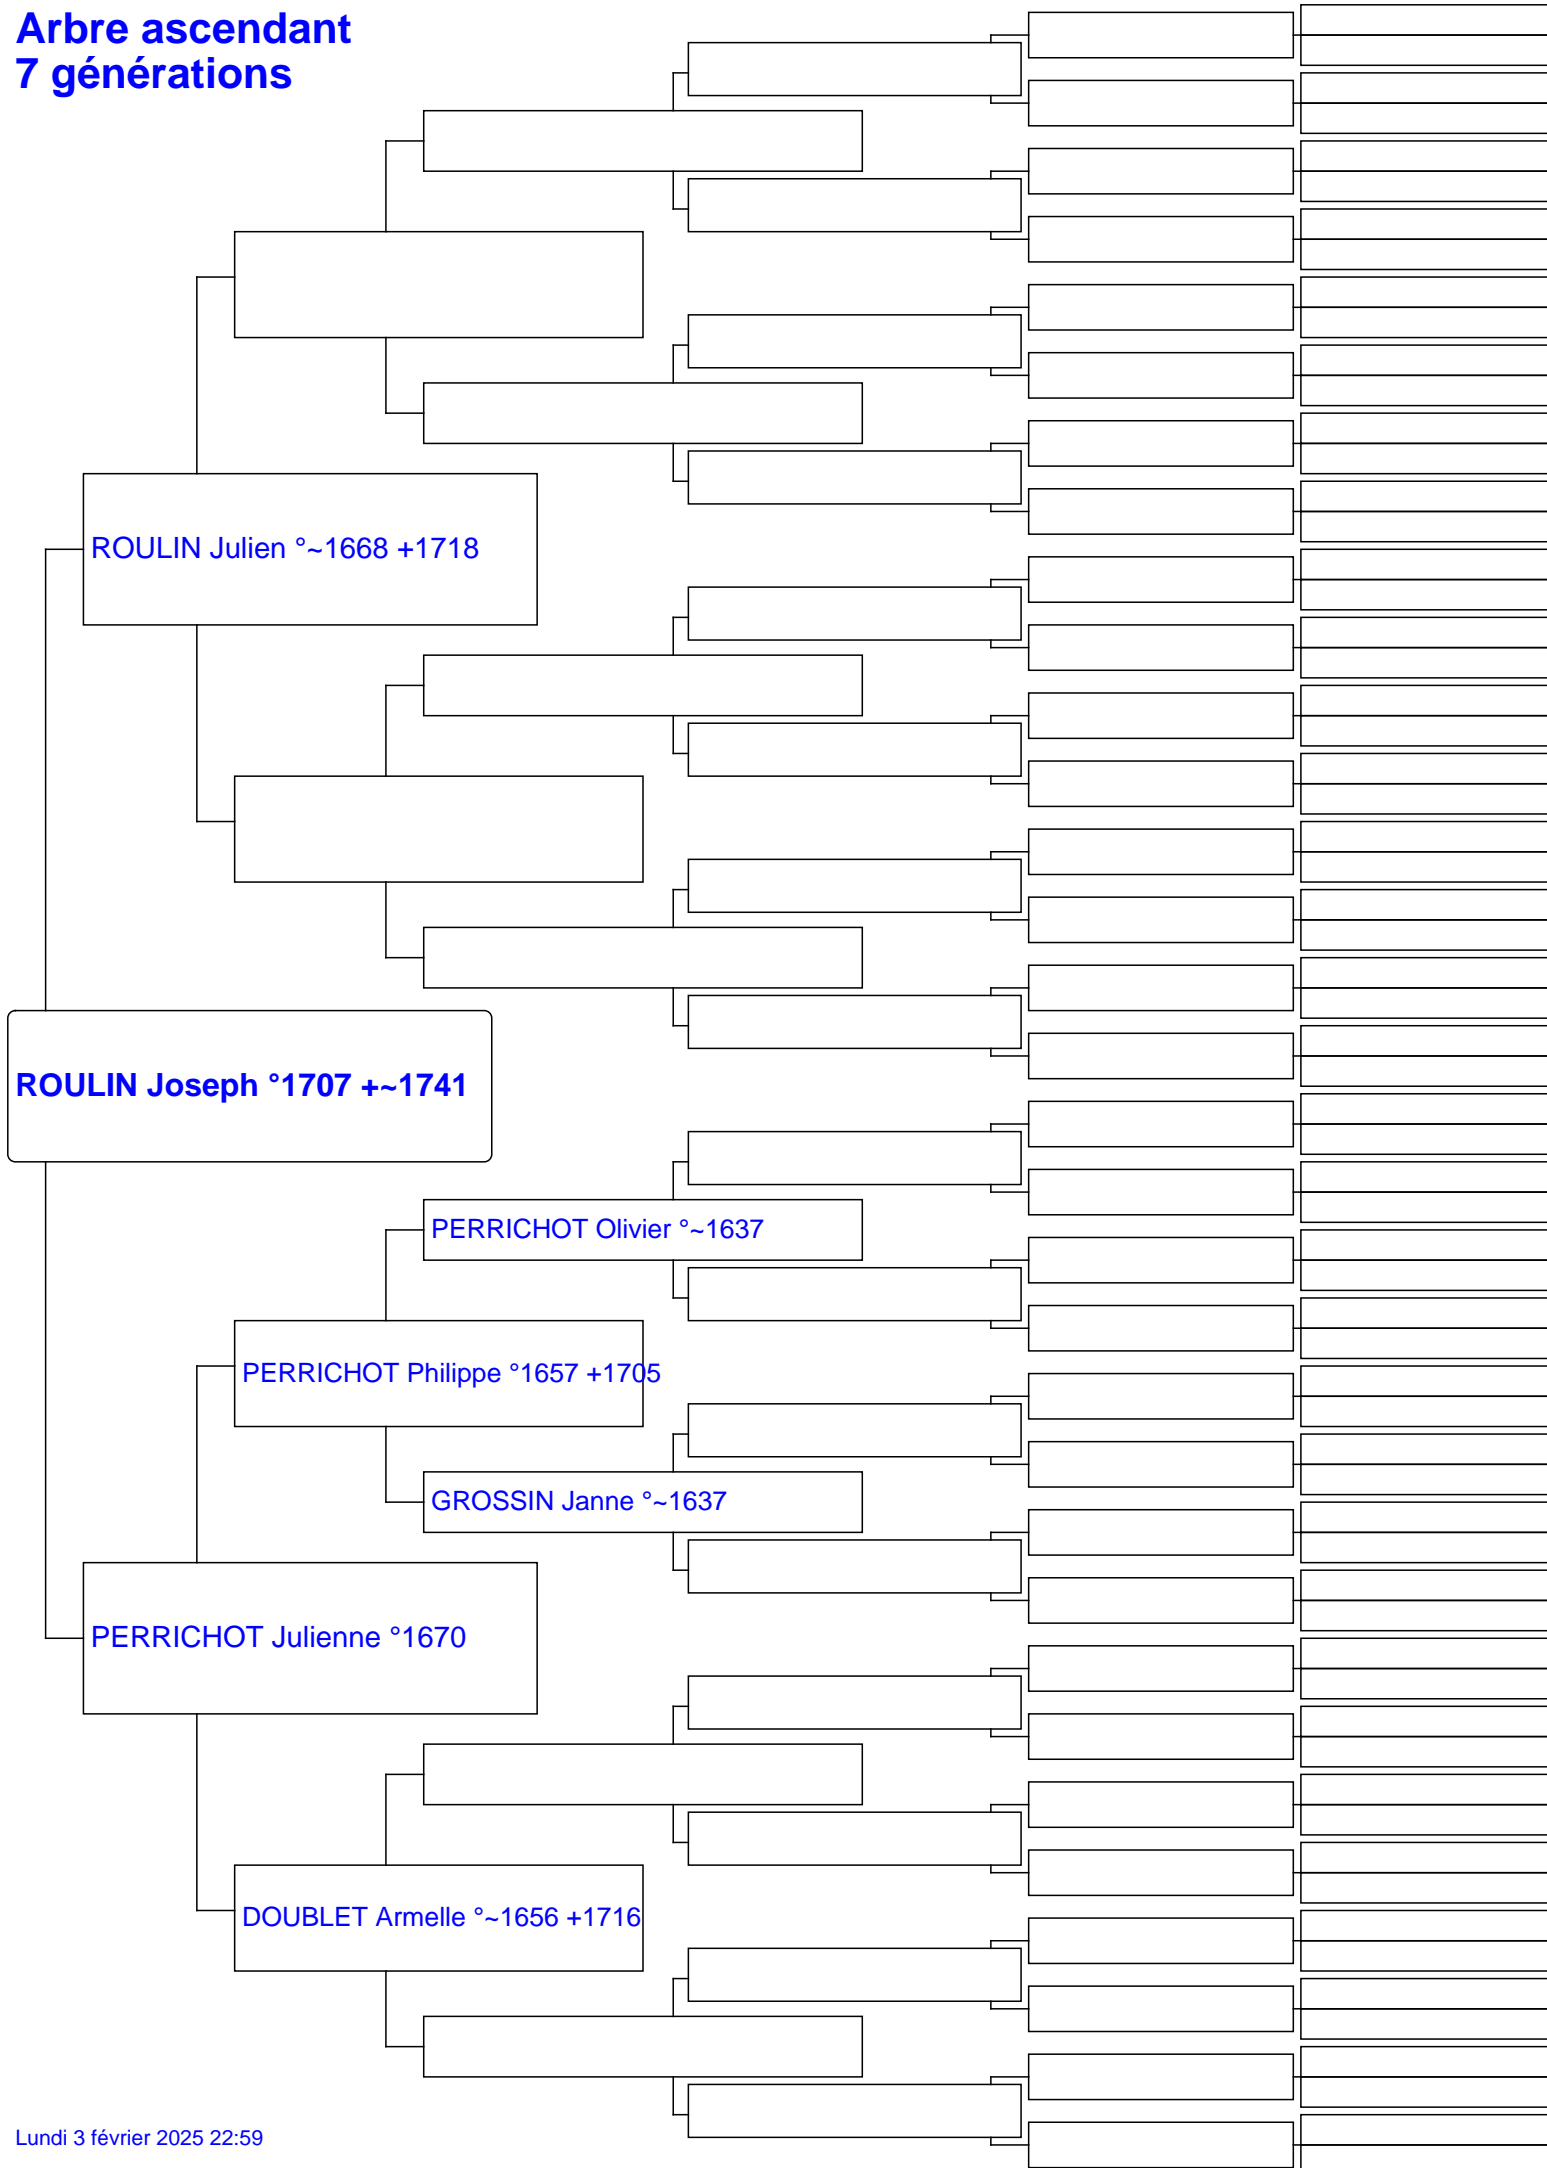 Arbre ascendant
7 générations
ROULIN Julien °~1668 +1718
ROULIN Joseph °1707 +~1741
PERRICHOT Olivier °~1637
PERRICHOT Philippe °1657 +1705
GROSSIN Janne °~1637
PERRICHOT Julienne °1670
DOUBLET Armelle °~1656 +1716
Lundi 3 février 2025 22:59